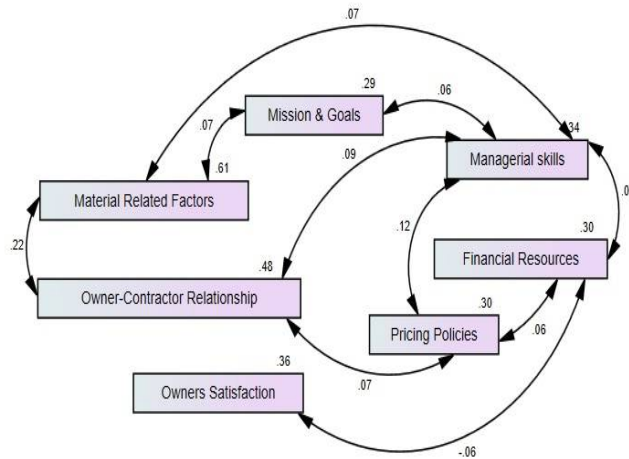 .07
.29
Mission & Goals
.06
.34
Managerial skills
.07
.09
.61
Material Related Factors
.0
.22
.12
.30
Financial Resources
.48
Owner-Contractor Relationship
.30
Pricing Policies
.06
.36
Owners Satisfaction
.07
-.06